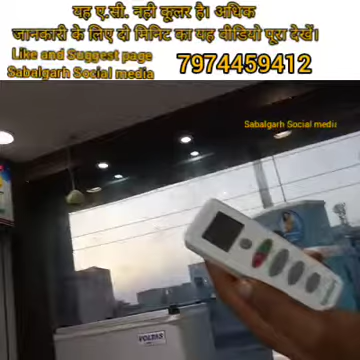 यह ए.सी. नही कूलर है। अधिक
जानकारी के लिए दो मिनिट का यह वीडियो पूरा देखें।
Like and Suggest page
Sabalgarh Social media
7974459412
Sabalgarh Social media
VOLTAS